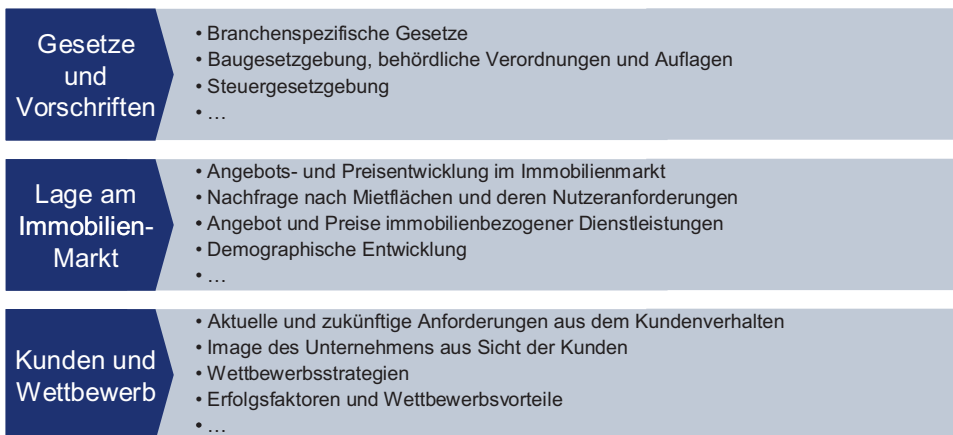 Gesetze
und
Vorschriften
• Branchenspezifische Gesetze
• Baugesetzgebung, behördliche Verordnungen und Auflagen
• Steuergesetzgebung
• …
Lage am
Immobilien-
Markt
• Angebots- und Preisentwicklung im Immobilienmarkt
• Nachfrage nach Mietflächen und deren Nutzeranforderungen
• Angebot und Preise immobilienbezogener Dienstleistungen
• Demographische Entwicklung
• …
Kunden und
Wettbewerb
• Aktuelle und zukünftige Anforderungen aus dem Kundenverhalten
• Image des Unternehmens aus Sicht der Kunden
• Wettbewerbsstrategien
• Erfolgsfaktoren und Wettbewerbsvorteile
• …